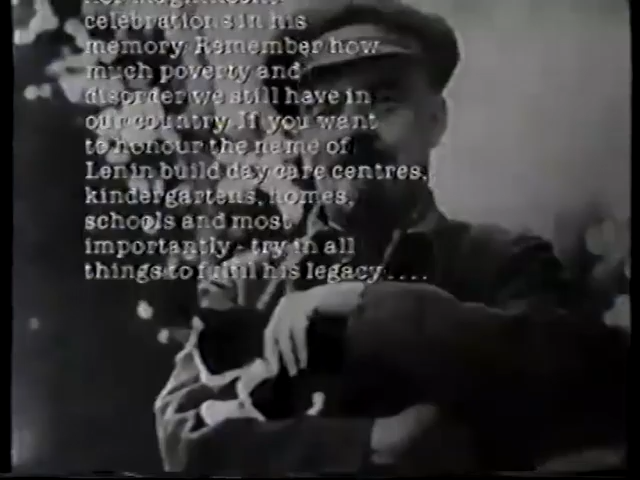 celebrations in his
memory. Remember how
much poverty and
disorder we still have in
our country. If you want
to honour the name of
Lenin build day care centres,
kindergartens, homes,
schools and most
importantly - try in all
things to fulfil his legacy....